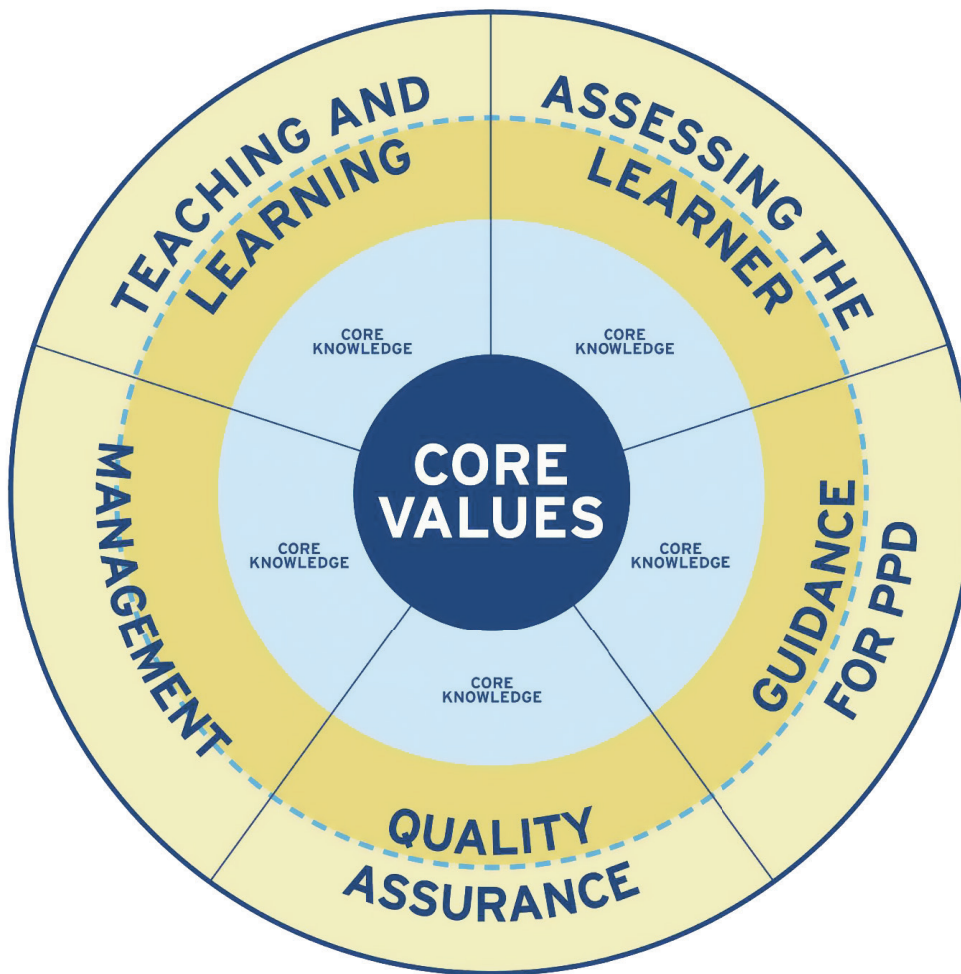 TEACHING AND
LEARNING
ASSESSING THE
LEARNER
CORE
KNOWLEDGE
CORE
KNOWLEDGE
CORE
VALUES
MANAGEMENT
CORE
KNOWLEDGE
CORE
KNOWLEDGE
GUIDANCE
FOR PPD
CORE
KNOWLEDGE
QUALITY
ASSURANCE